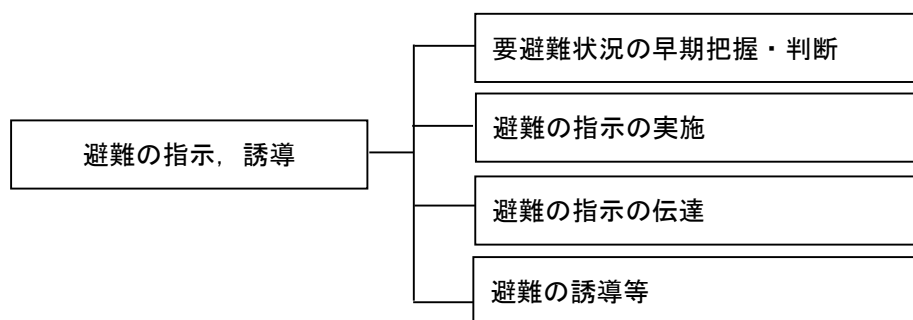 要避難状況の早期把握・判断
避難の指示の実施
避難の指示，誘導
避難の指示の伝達
避難の誘導等